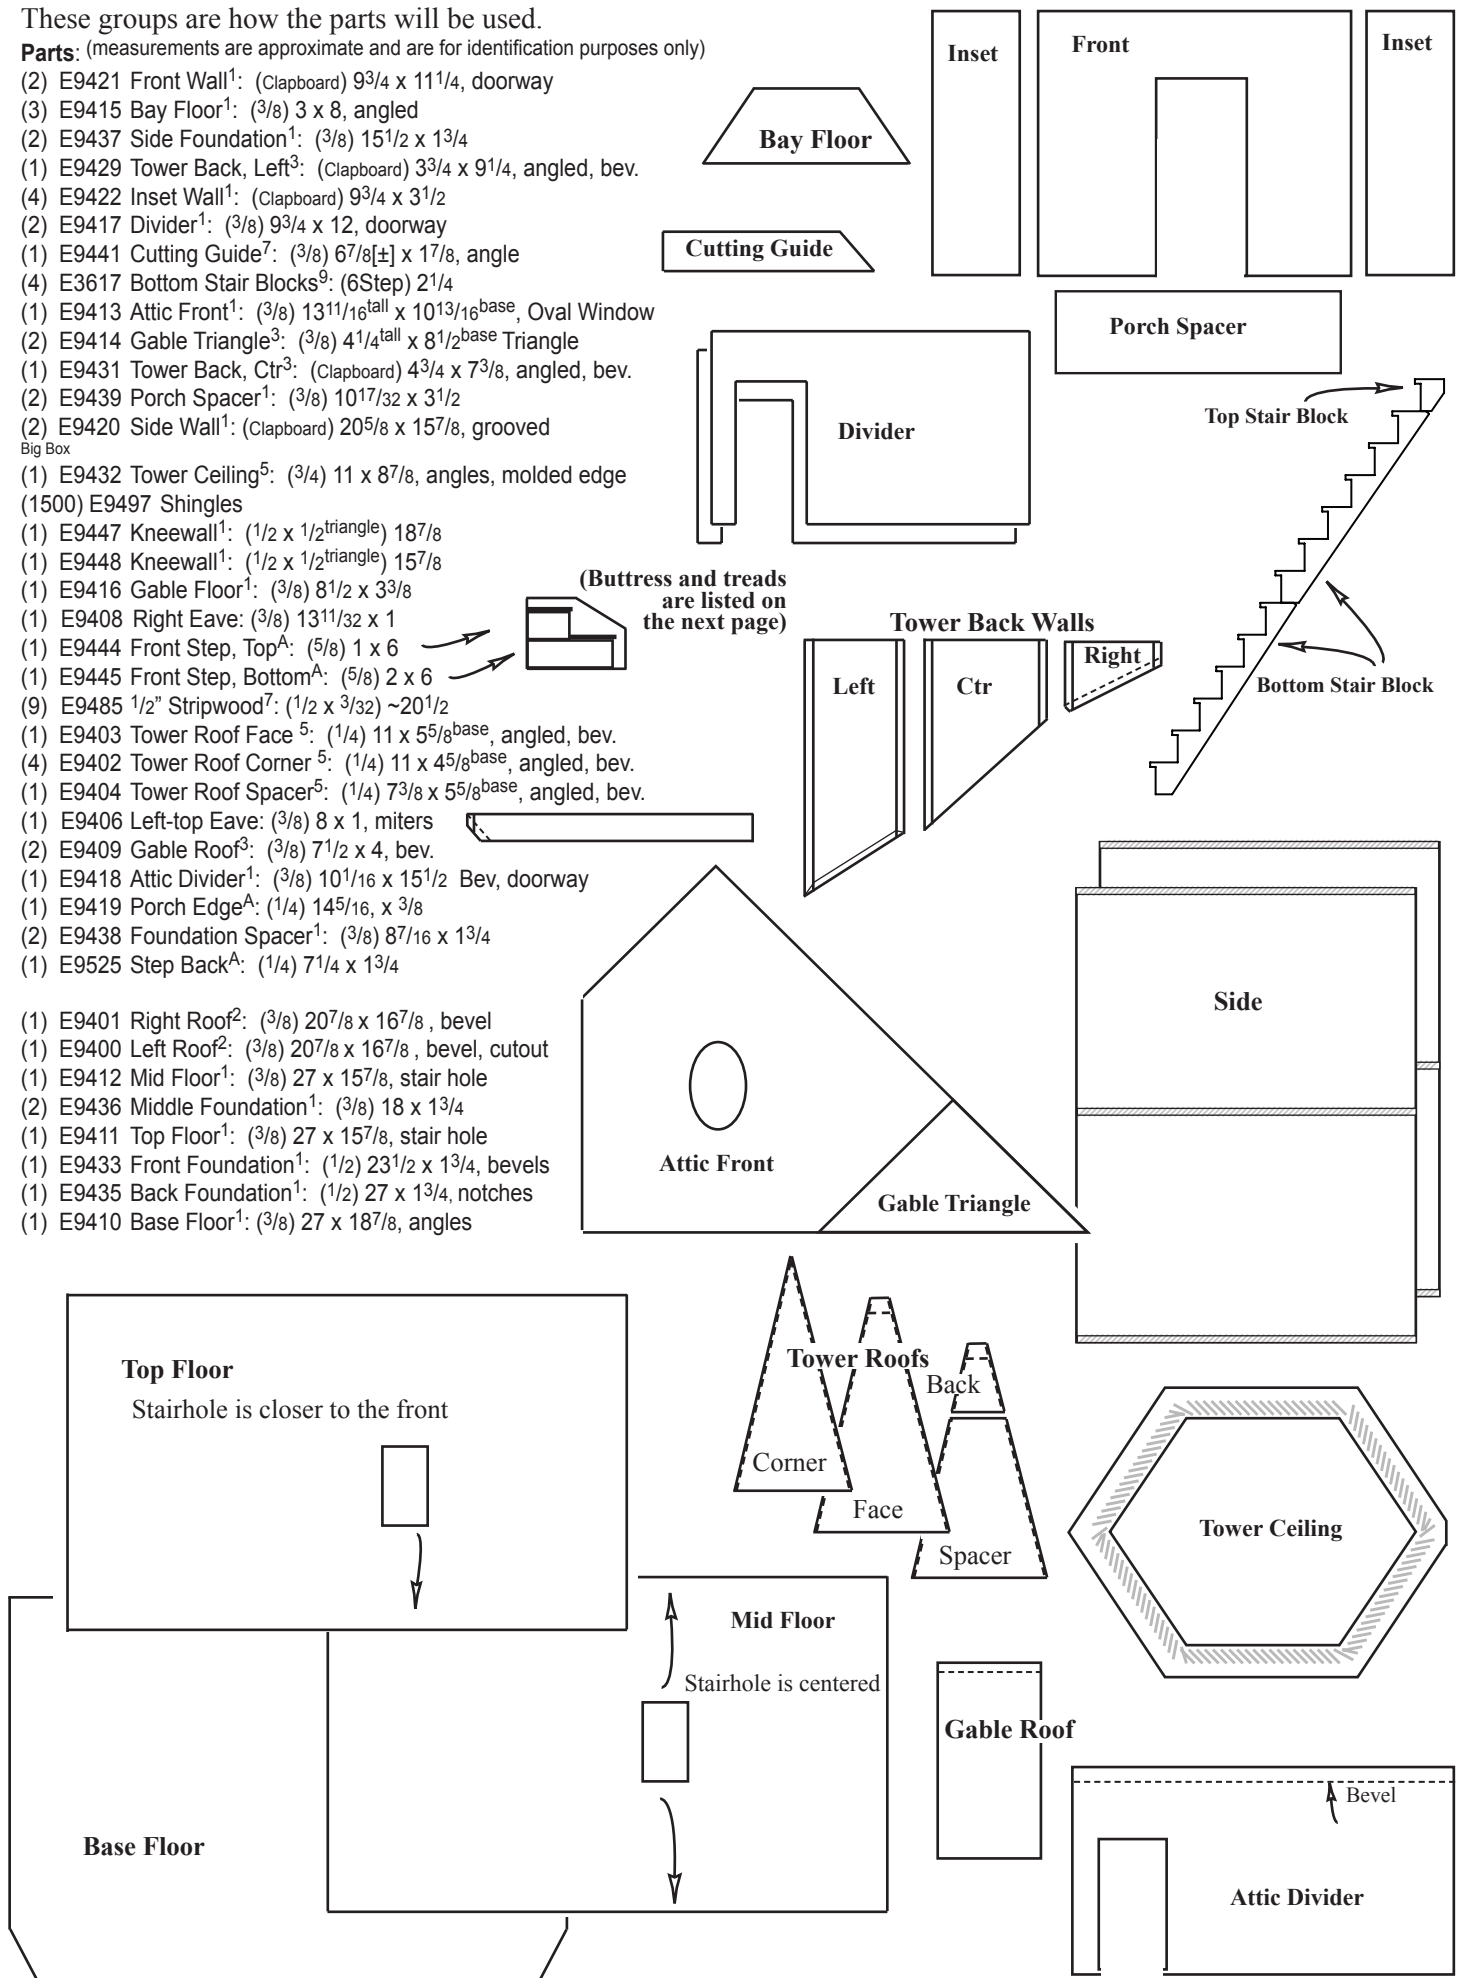 These groups are how the parts will be used.
Parts: (measurements are approximate and are for identification purposes only)
(2) E9421 Front Wall1: (Clapboard) 93/4 x 111/4, doorway
(3) E9415 Bay Floor1: (3/8) 3 x 8, angled
(2) E9437 Side Foundation1: (3/8) 151/2 x 13/4
(1) E9429 Tower Back, Left3: (Clapboard) 33/4 x 91/4, angled, bev.
(4) E9422 Inset Wall1: (Clapboard) 93/4 x 31/2
(2) E9417 Divider1: (3/8) 93/4 x 12, doorway
(1) E9441 Cutting Guide7: (3/8) 67/8[±] x 17/8, angle
(4) E3617 Bottom Stair Blocks9: (6Step) 21/4
(1) E9413 Attic Front1: (3/8) 1311/16tall x 1013/16base, Oval Window
(2) E9414 Gable Triangle3: (3/8) 41/4tall x 81/2base Triangle
(1) E9431 Tower Back, Ctr3: (Clapboard) 43/4 x 73/8, angled, bev.
(2) E9439 Porch Spacer1: (3/8) 1017/32 x 31/2
(2) E9420 Side Wall1: (Clapboard) 205/8 x 157/8, grooved
Big Box
(1) E9432 Tower Ceiling5: (3/4) 11 x 87/8, angles, molded edge
(1500) E9497 Shingles
(1) E9447 Kneewall1: (1/2 x 1/2triangle) 187/8
(1) E9448 Kneewall1: (1/2 x 1/2triangle) 157/8
(1) E9416 Gable Floor1: (3/8) 81/2 x 33/8
(1) E9408 Right Eave: (3/8) 1311/32 x 1
(1) E9444 Front Step, TopA: (5/8) 1 x 6
(1) E9445 Front Step, BottomA: (5/8) 2 x 6
(9) E9485 1/2” Stripwood7: (1/2 x 3/32) ~201/2
(1) E9403 Tower Roof Face 5: (1/4) 11 x 55/8base, angled, bev.
(4) E9402 Tower Roof Corner 5: (1/4) 11 x 45/8base, angled, bev.
(1) E9404 Tower Roof Spacer5: (1/4) 73/8 x 55/8base, angled, bev.
(1) E9406 Left-top Eave: (3/8) 8 x 1, miters
(2) E9409 Gable Roof3: (3/8) 71/2 x 4, bev.
(1) E9418 Attic Divider1: (3/8) 101/16 x 151/2 Bev, doorway
(1) E9419 Porch EdgeA: (1/4) 145/16, x 3/8
(2) E9438 Foundation Spacer1: (3/8) 87/16 x 13/4
(1) E9525 Step BackA: (1/4) 71/4 x 13/4
(1) E9401 Right Roof2: (3/8) 207/8 x 167/8 , bevel
(1) E9400 Left Roof2: (3/8) 207/8 x 167/8 , bevel, cutout
(1) E9412 Mid Floor1: (3/8) 27 x 157/8, stair hole
(2) E9436 Middle Foundation1: (3/8) 18 x 13/4
(1) E9411 Top Floor1: (3/8) 27 x 157/8, stair hole
(1) E9433 Front Foundation1: (1/2) 231/2 x 13/4, bevels
(1) E9435 Back Foundation1: (1/2) 27 x 13/4, notches
(1) E9410 Base Floor1: (3/8) 27 x 187/8, angles
Inset
Front
Inset
Bay Floor
Cutting Guide
Porch Spacer
Divider
Top Stair Block
Bottom Stair Block
(Buttress and treads
are listed on
the next page)
Tower Back Walls
Left
Ctr
Right
Side
Attic Front
Gable Triangle
Top Floor
Stairhole is closer to the front
Tower Roofs
Back
Corner
Face
Spacer
Tower Ceiling
Mid Floor
Stairhole is centered
Gable Roof
Base Floor
Bevel
Attic Divider